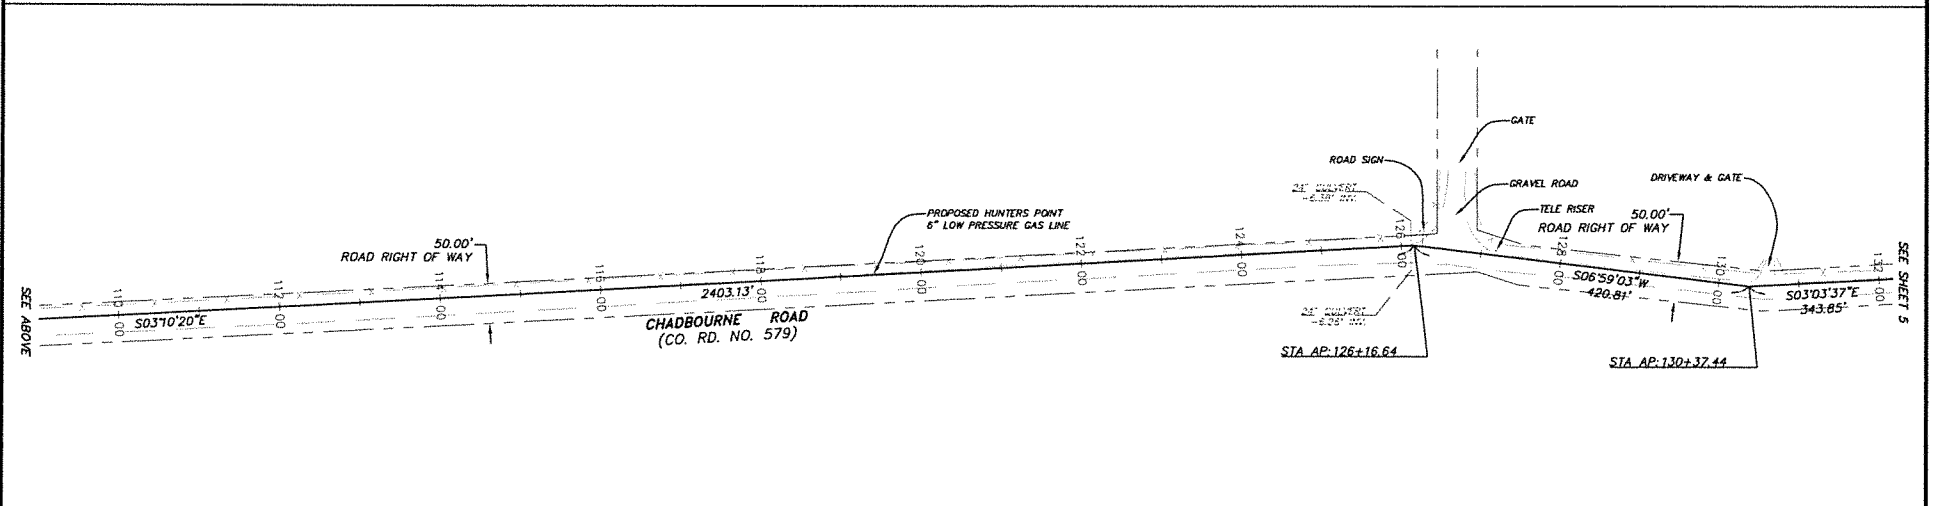 GATE
ROAD SIGN
GRAVEL ROAD
DRIVEWAY & GATE
24" CULVERT
TELE RISER
50.00'
ROAD RIGHT OF WAY
PROPOSED HUNTERS POINT
6" LOW PRESSURE GAS LINE
50.00'
ROAD RIGHT OF WAY
SEE ABOVE
110+00
112+00
114+00
116+00
118+00
120+00
122+00
124+00
126+00
128+00
130+00
132+00
SEE SHEET 5
S03°10'20"E
2403.13'
S06°59'03"W
420.81'
S03°03'37"E
343.85'
CHADBOURNE ROAD
(CO. RD. NO. 579)
24" CULVERT
STA AP: 126+16.64
STA AP: 130+37.44